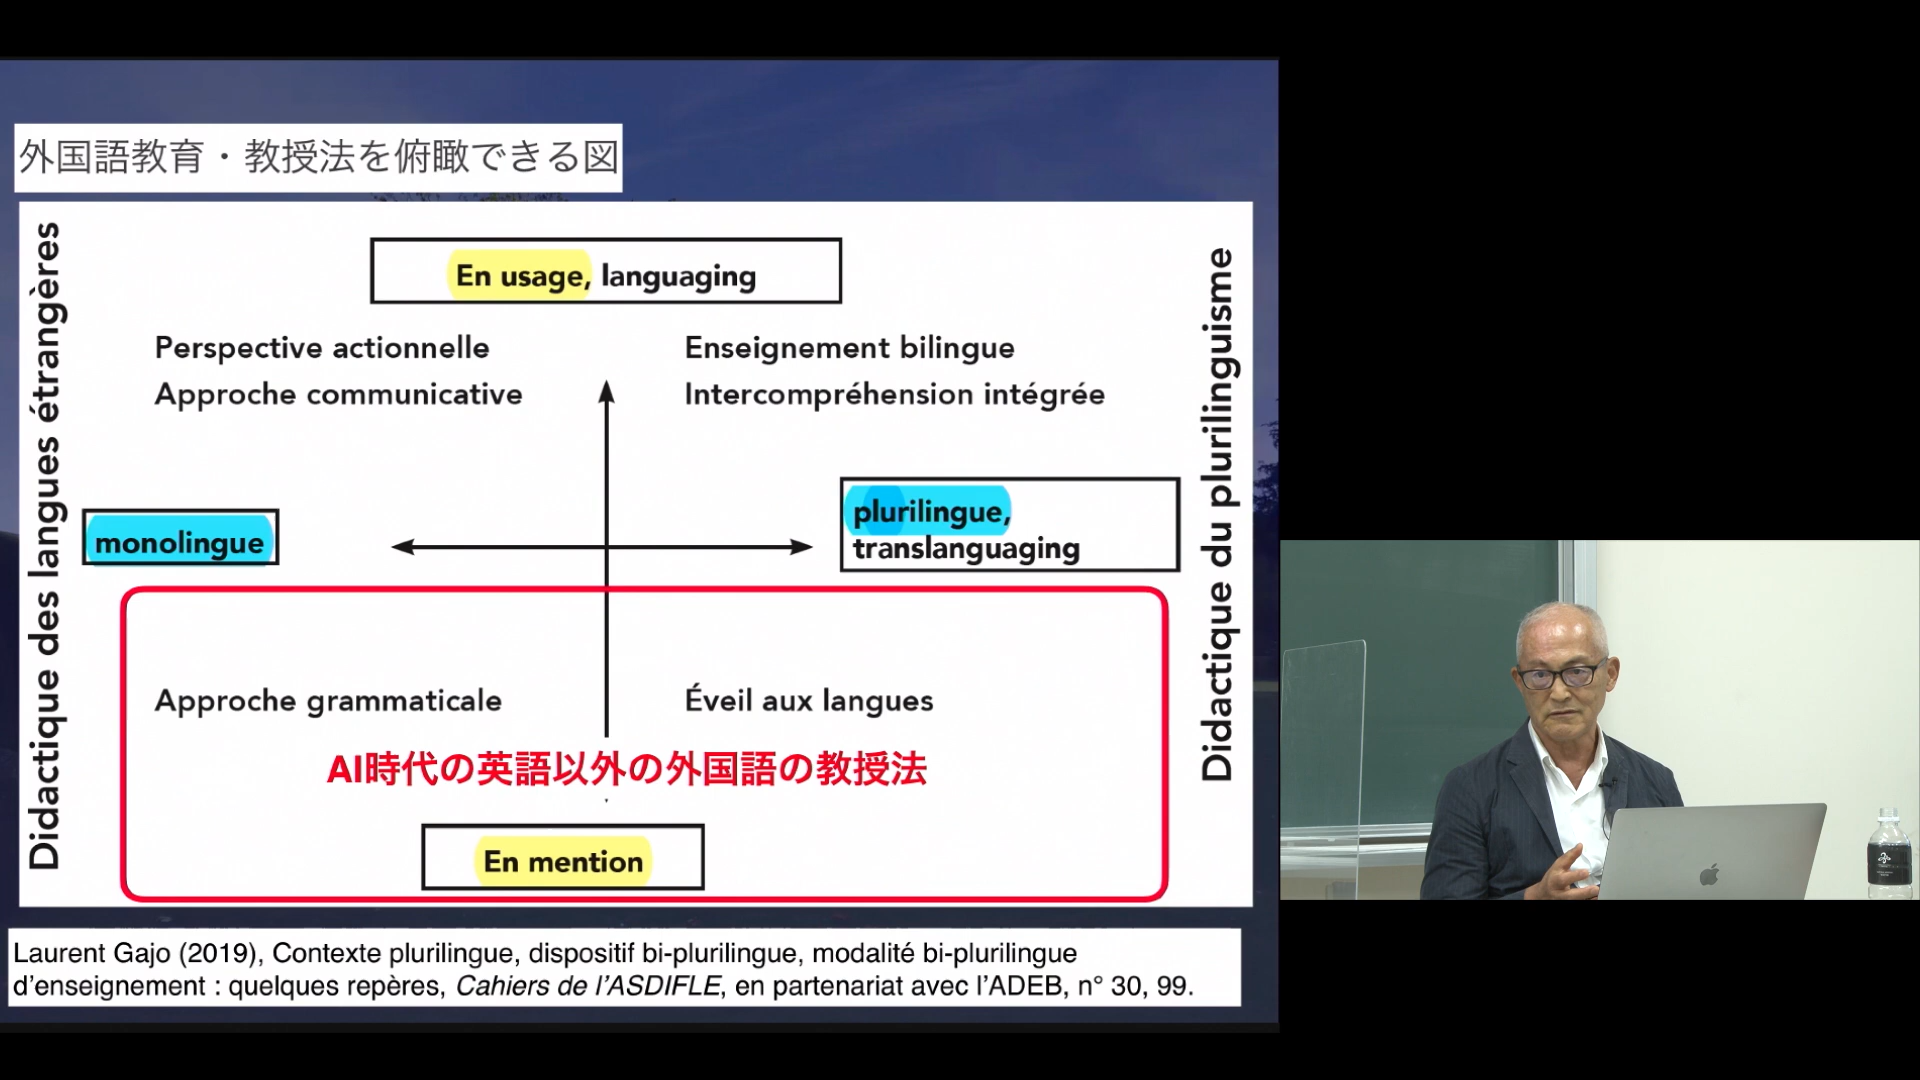 外国語教育・教授法を俯瞰できる図
Didactique des langues étrangères
En usage, languaging
Perspective actionnelle
Approche communicative
Enseignement bilingue
Intercompréhension intégrée
monolingue
plurilingue,
translanguaging
Approche grammaticale
Éveil aux langues
AI時代の英語以外の外国語の教授法
En mention
Didactique du plurilinguisme
Laurent Gajo (2019), Contexte plurilingue, dispositif bi-plurilingue, modalité bi-plurilingue
d’enseignement : quelques repères, Cahiers de l’ASDIFLE, en partenariat avec l’ADEB, n° 30, 99.